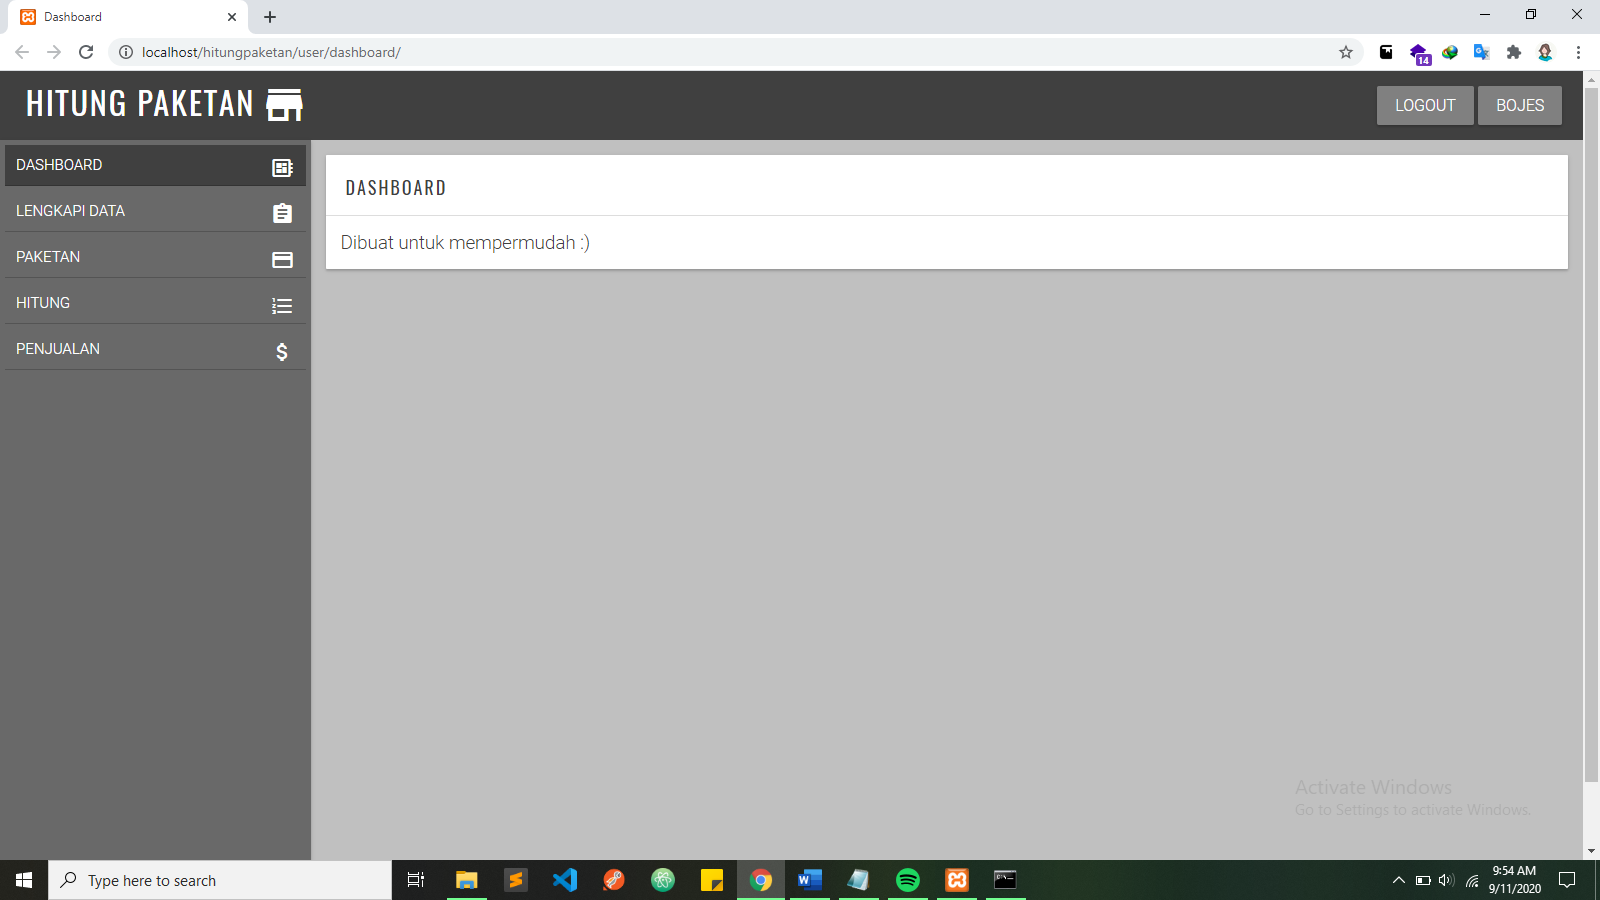 Dashboard
localhost/hitungpaketan/user/dashboard/
14
HITUNG PAKETAN
LOGOUT
BOJES
DASHBOARD
LENGKAPI DATA
PAKETAN
HITUNG
PENJUALAN
DASHBOARD
Dibuat untuk mempermudah :)
Activate Windows
Go to Settings to activate Windows.
Type here to search
9:54 AM
9/11/2020